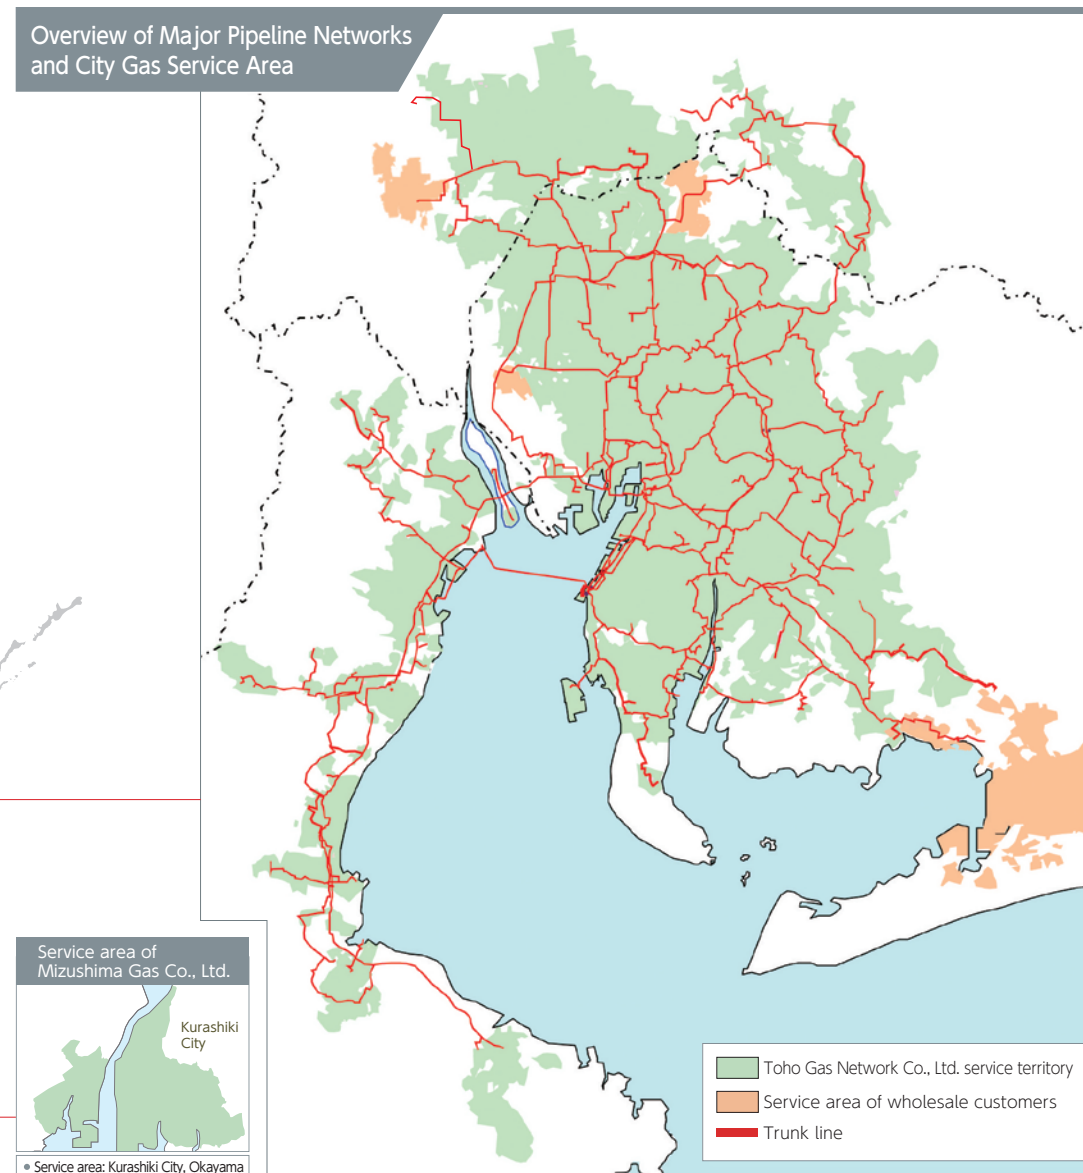 Overview of Major Pipeline Networks
and City Gas Service Area
Service area of
Mizushima Gas Co., Ltd.
Kurashiki
City
• Service area: Kurashiki City, Okayama
Toho Gas Network Co., Ltd. service territory
Service area of wholesale customers
Trunk line